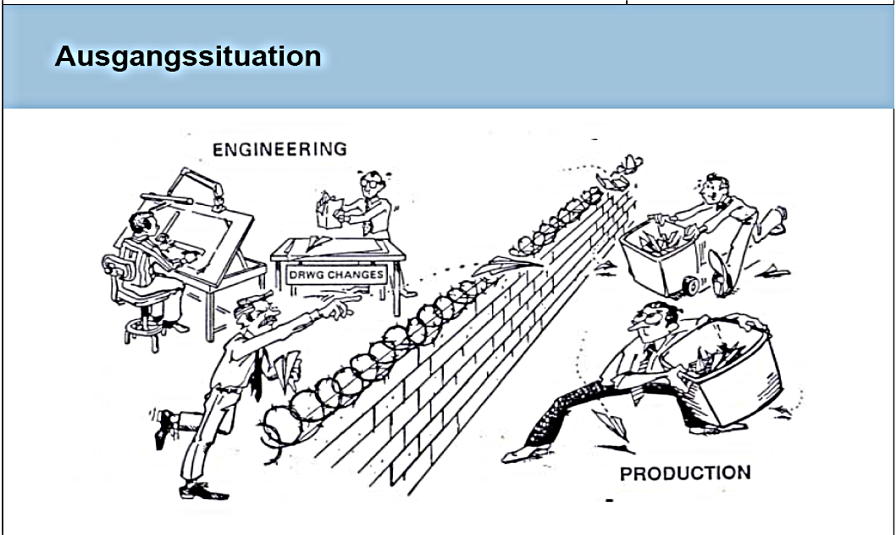 Ausgangssituation
ENGINEERING
DRWG CHANGES
PRODUCTION